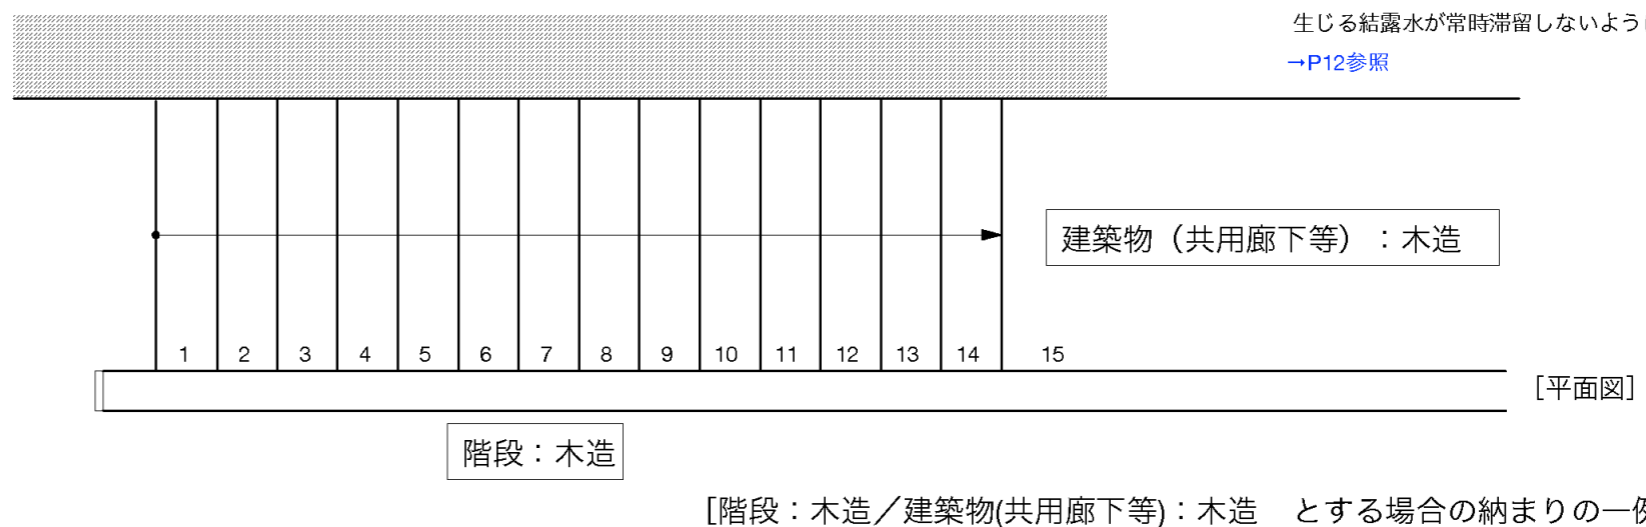 生じる結露水が常時滞留しないよう
→P12参照
建築物（共用廊下等）：木造
1 2 3 4 5 6 7 8 9 10 11 12 13 14 15
［平面図］
階段：木造
［階段：木造／建築物(共用廊下等)：木造　とする場合の納まりの一例